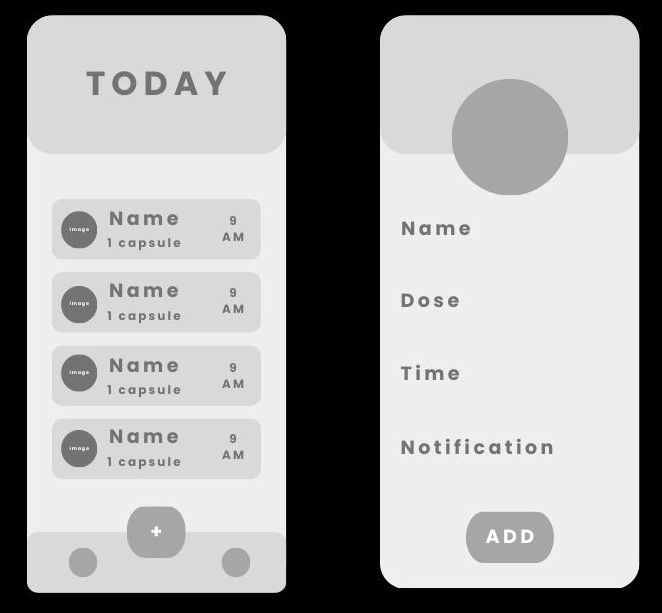 TODAY
Image
Name
1 capsule
9
AM
Image
Name
1 capsule
9
AM
Image
Name
1 capsule
9
AM
Image
Name
1 capsule
9
AM
+
Name
Dose
Time
Notification
ADD